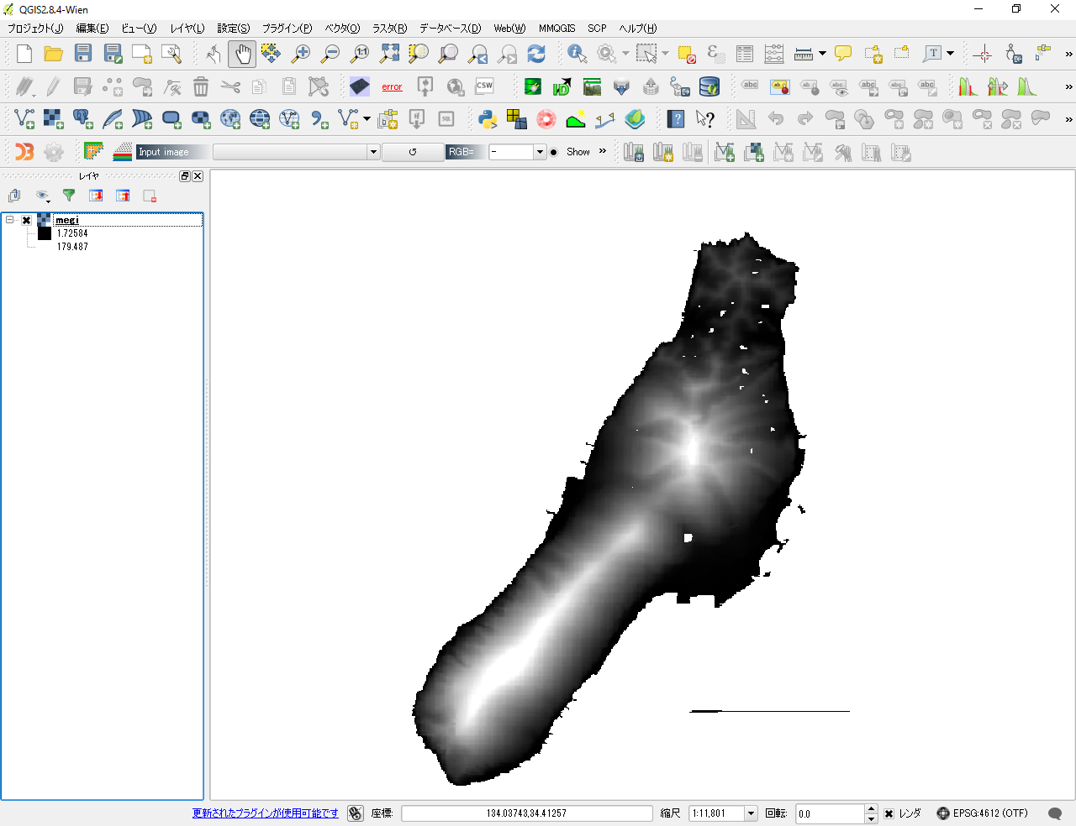 QGIS2.8.4-Wien
プロジェクト(J) 編集(E) ビュー(V) レイヤ(L) 設定(S) プラグイン(P) ベクタ(O) ラスタ(R) データベース(D) Web(W) MMQGIS SCP ヘルプ(H)
error
CSW
abc
Input image
RGB=
-
Show
レイヤ
megi
1.72584
179.487
更新されたプラグインが使用可能です 座標: 134.03743,34.41257 縮尺 1:11,801 回転: 0.0 レンダ EPSG:4612 (OTF)